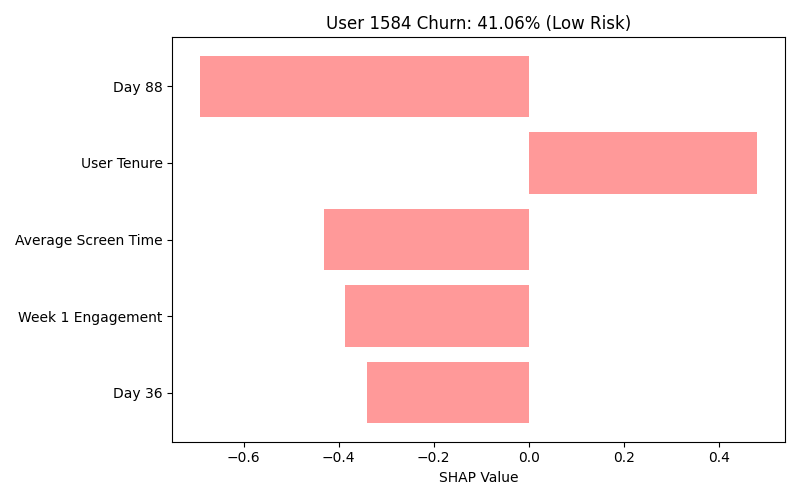 User 1584 Churn: 41.06% (Low Risk)
Day 88
User Tenure
Average Screen Time
Week 1 Engagement
Day 36
−0.6 −0.4 −0.2 0.0 0.2 0.4
SHAP Value